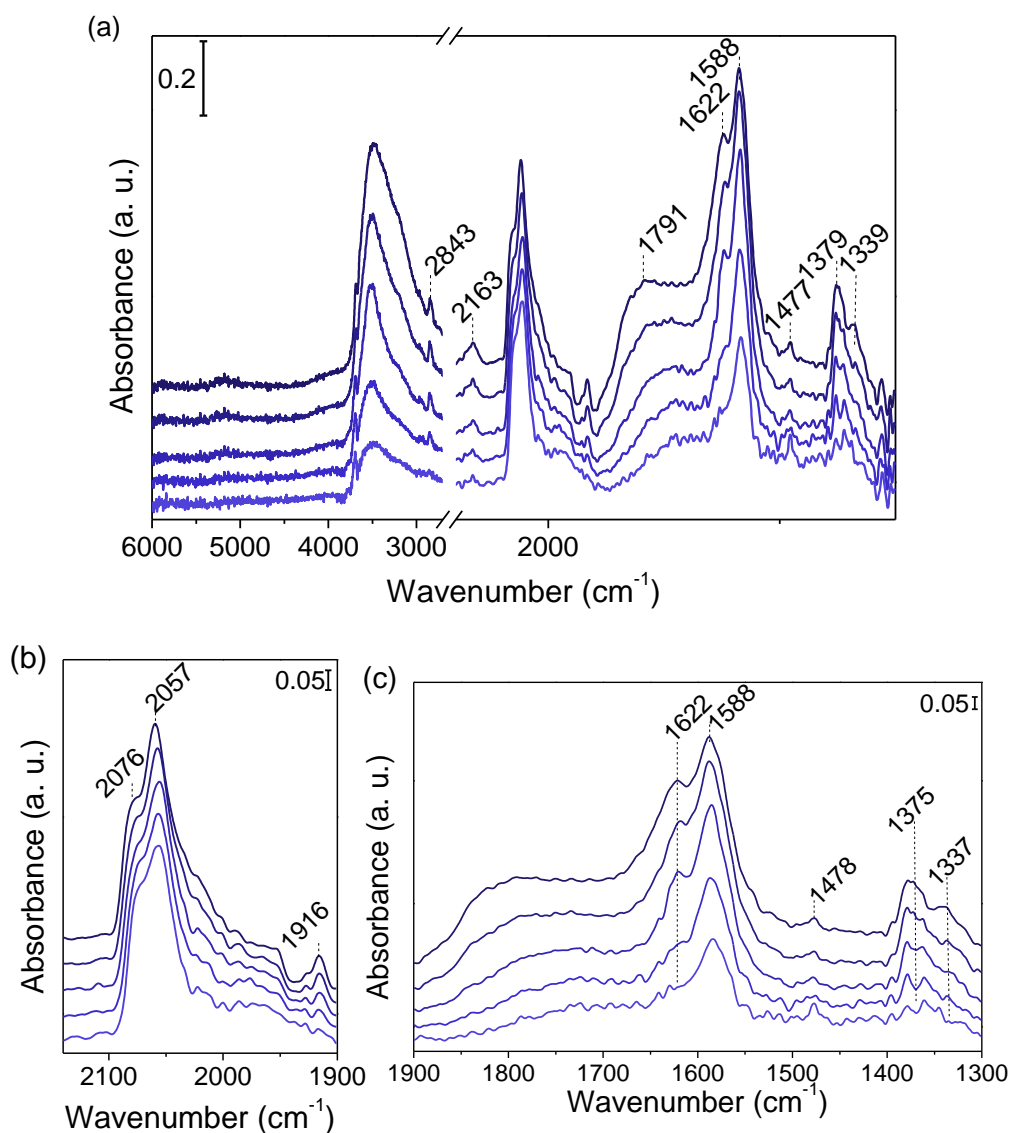 (a)
0.2
2843
2163
1791
1622
1588
1477
1379
1339
Absorbance (a. u.)
6000 5000 4000 3000 2000
Wavenumber (cm-1)
(b)
0.05
2076
2057
1916
Absorbance (a. u.)
2100 2000 1900
Wavenumber (cm-1)
(c)
0.05
1622
1588
1478
1375
1337
Absorbance (a. u.)
1900 1800 1700 1600 1500 1400 1300
Wavenumber (cm-1)